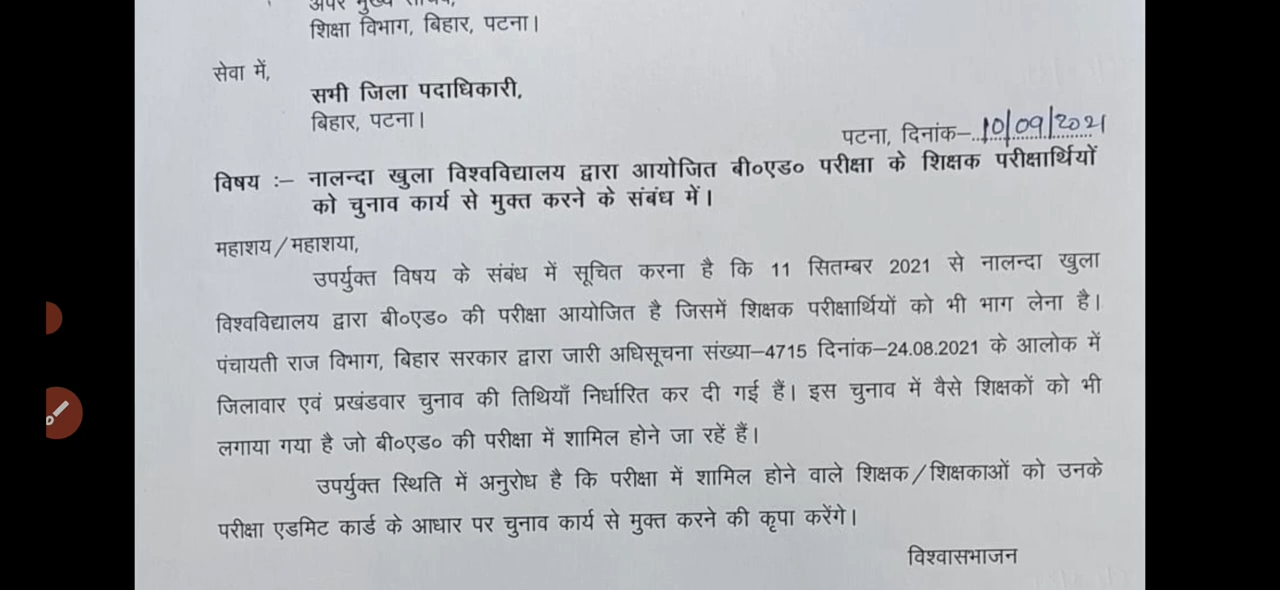 शिक्षा विभाग, बिहार, पटना।
सेवा में,
सभी जिला पदाधिकारी,
बिहार, पटना।
पटना, दिनांक–10/09/2021
विषय :– नालन्दा खुला विश्वविद्यालय द्वारा आयोजित बी०एड० परीक्षा के शिक्षक परीक्षार्थियों
को चुनाव कार्य से मुक्त करने के संबंध में।
महाशय/महाशया,
उपर्युक्त विषय के संबंध में सूचित करना है कि 11 सितम्बर 2021 से नालन्दा खुला
विश्वविद्यालय द्वारा बी०एड० की परीक्षा आयोजित है जिसमें शिक्षक परीक्षार्थियों को भी भाग लेना है।
पंचायती राज विभाग, बिहार सरकार द्वारा जारी अधिसूचना संख्या–4715 दिनांक–24.08.2021 के आलोक में
जिलावार एवं प्रखंडवार चुनाव की तिथियाँ निर्धारित कर दी गई हैं। इस चुनाव में वैसे शिक्षकों को भी
लगाया गया है जो बी०एड० की परीक्षा में शामिल होने जा रहें हैं।
उपर्युक्त स्थिति में अनुरोध है कि परीक्षा में शामिल होने वाले शिक्षक/शिक्षकाओं को उनके
परीक्षा एडमिट कार्ड के आधार पर चुनाव कार्य से मुक्त करने की कृपा करेंगे।
विश्वासभाजन